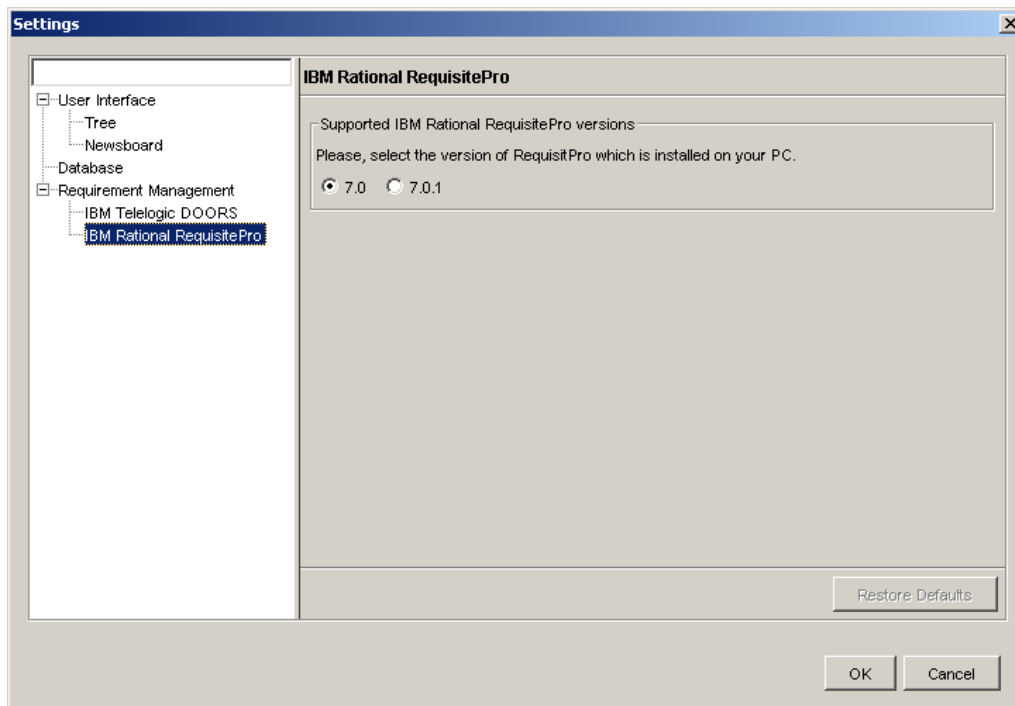 Settings
IBM Rational RequisitePro
User Interface
Tree
Newsboard
Database
Requirement Management
IBM Telelogic DOORS
IBM Rational RequisitePro
Supported IBM Rational RequisitePro versions
Please, select the version of RequisitPro which is installed on your PC.
7.0 7.0.1
Restore Defaults
OK Cancel